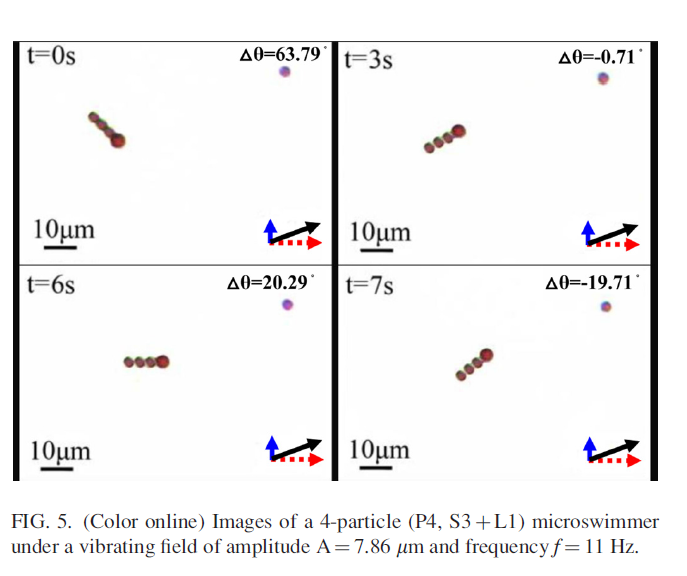 t=0s Δθ=63.79°
10μm
t=3s Δθ=-0.71°
10μm
t=6s Δθ=20.29°
10μm
t=7s Δθ=-19.71°
10μm
FIG. 5. (Color online) Images of a 4-particle (P4, S3+L1) microswimmer
under a vibrating field of amplitude A=7.86 μm and frequency f=11 Hz.